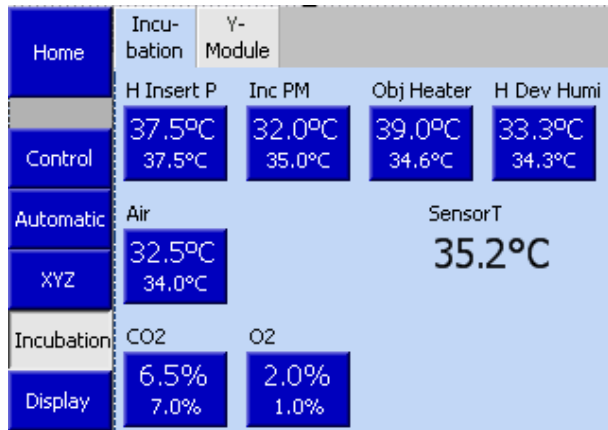 Home
Control
Automatic
XYZ
Incubation
Display
Incu-
bation
Y-
Module
H Insert P
37.5°C
37.5°C
Inc PM
32.0°C
35.0°C
Obj Heater
39.0°C
34.6°C
H Dev Humi
33.3°C
34.3°C
Air
32.5°C
34.0°C
SensorT
35.2°C
CO2
6.5%
7.0%
O2
2.0%
1.0%